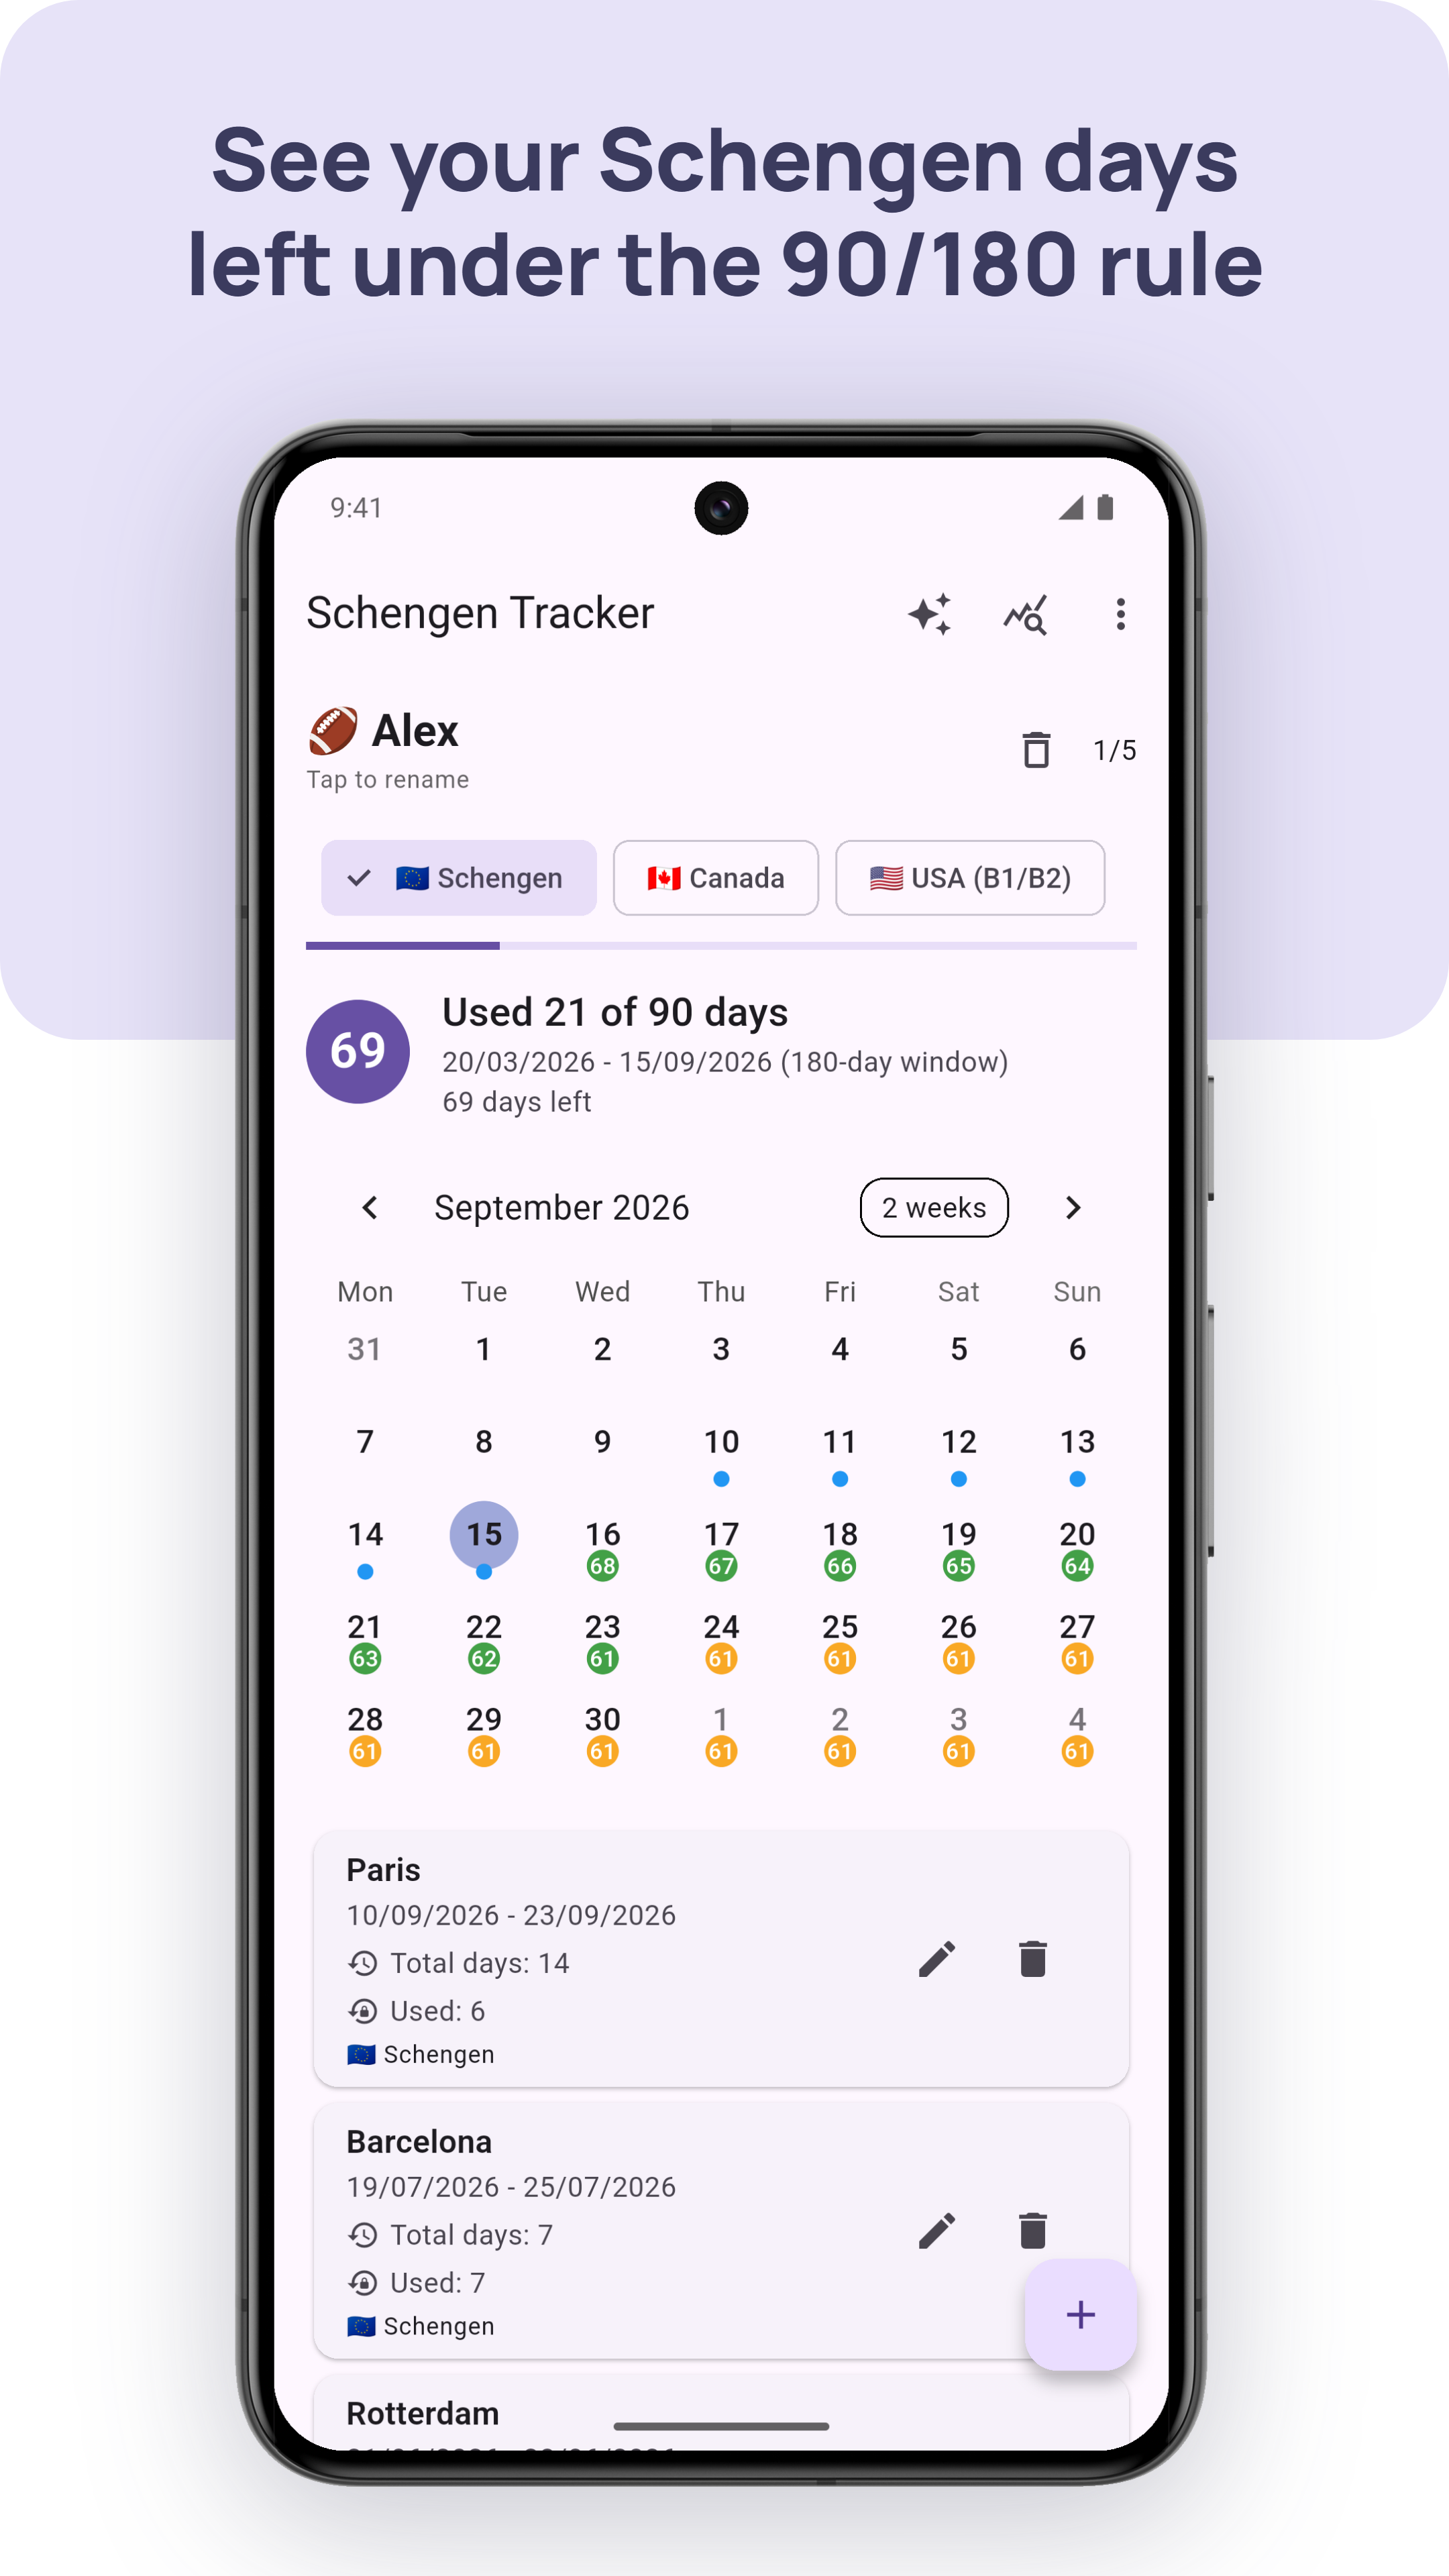 See your Schengen days
left under the 90/180 rule
9:41
Schengen Tracker
Alex
Tap to rename
1/5
Schengen
Canada
USA (B1/B2)
69
Used 21 of 90 days
20/03/2026 - 15/09/2026 (180-day window)
69 days left
September 2026
2 weeks
Mon Tue Wed Thu Fri Sat Sun
31 1 2 3 4 5 6
7 8 9 10 11 12 13
14 15 16 17 18 19 20
68 67 66 65 64
21 22 23 24 25 26 27
63 62 61 61 61 61 61
28 29 30 1 2 3 4
61 61 61 61 61 61 61
Paris
10/09/2026 - 23/09/2026
Total days: 14
Used: 6
Schengen
Barcelona
19/07/2026 - 25/07/2026
Total days: 7
Used: 7
Schengen
Rotterdam